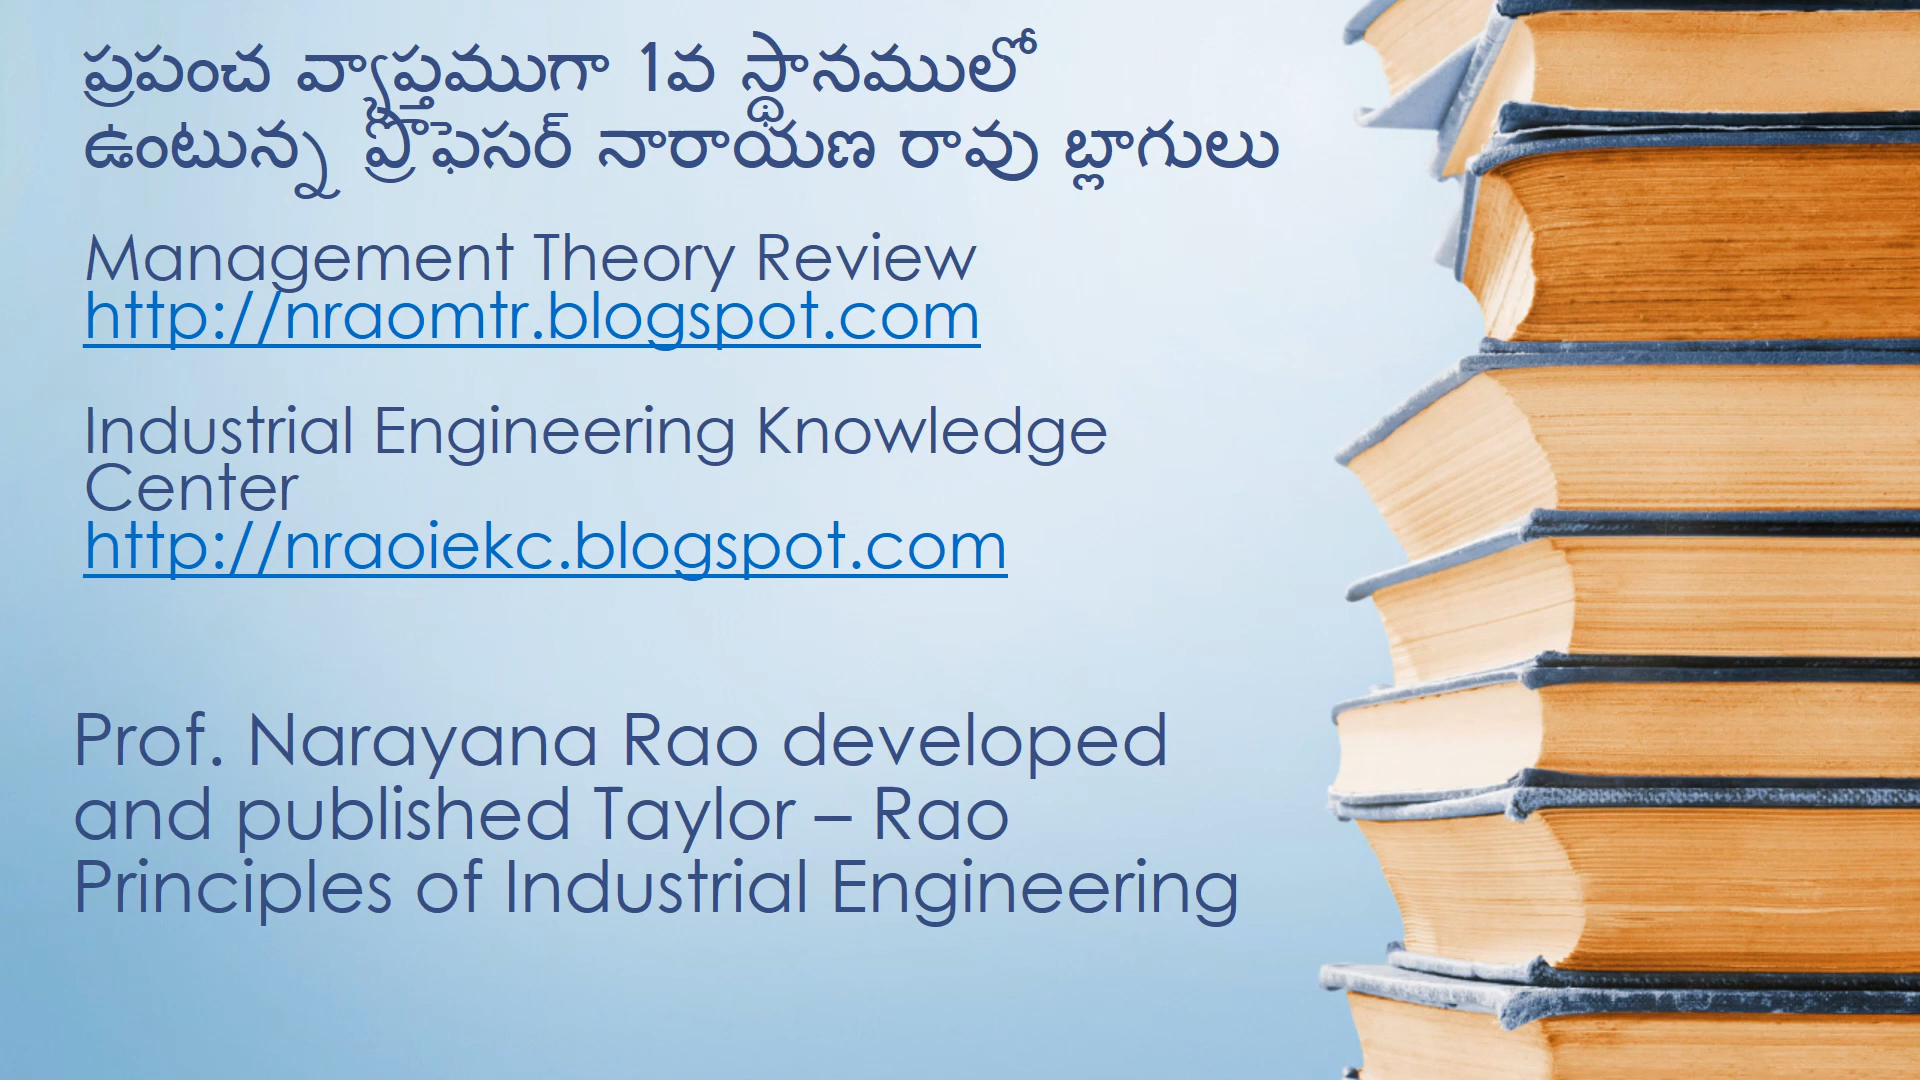 ప్రపంచ వ్యాప్తముగా 1వ స్థానములో
ఉంటున్న ప్రొఫెసర్ నారాయణ రావు బ్లాగులు
Management Theory Review
http://nraomtr.blogspot.com
Industrial Engineering Knowledge
Center
http://nraoiekc.blogspot.com
Prof. Narayana Rao developed
and published Taylor – Rao
Principles of Industrial Engineering